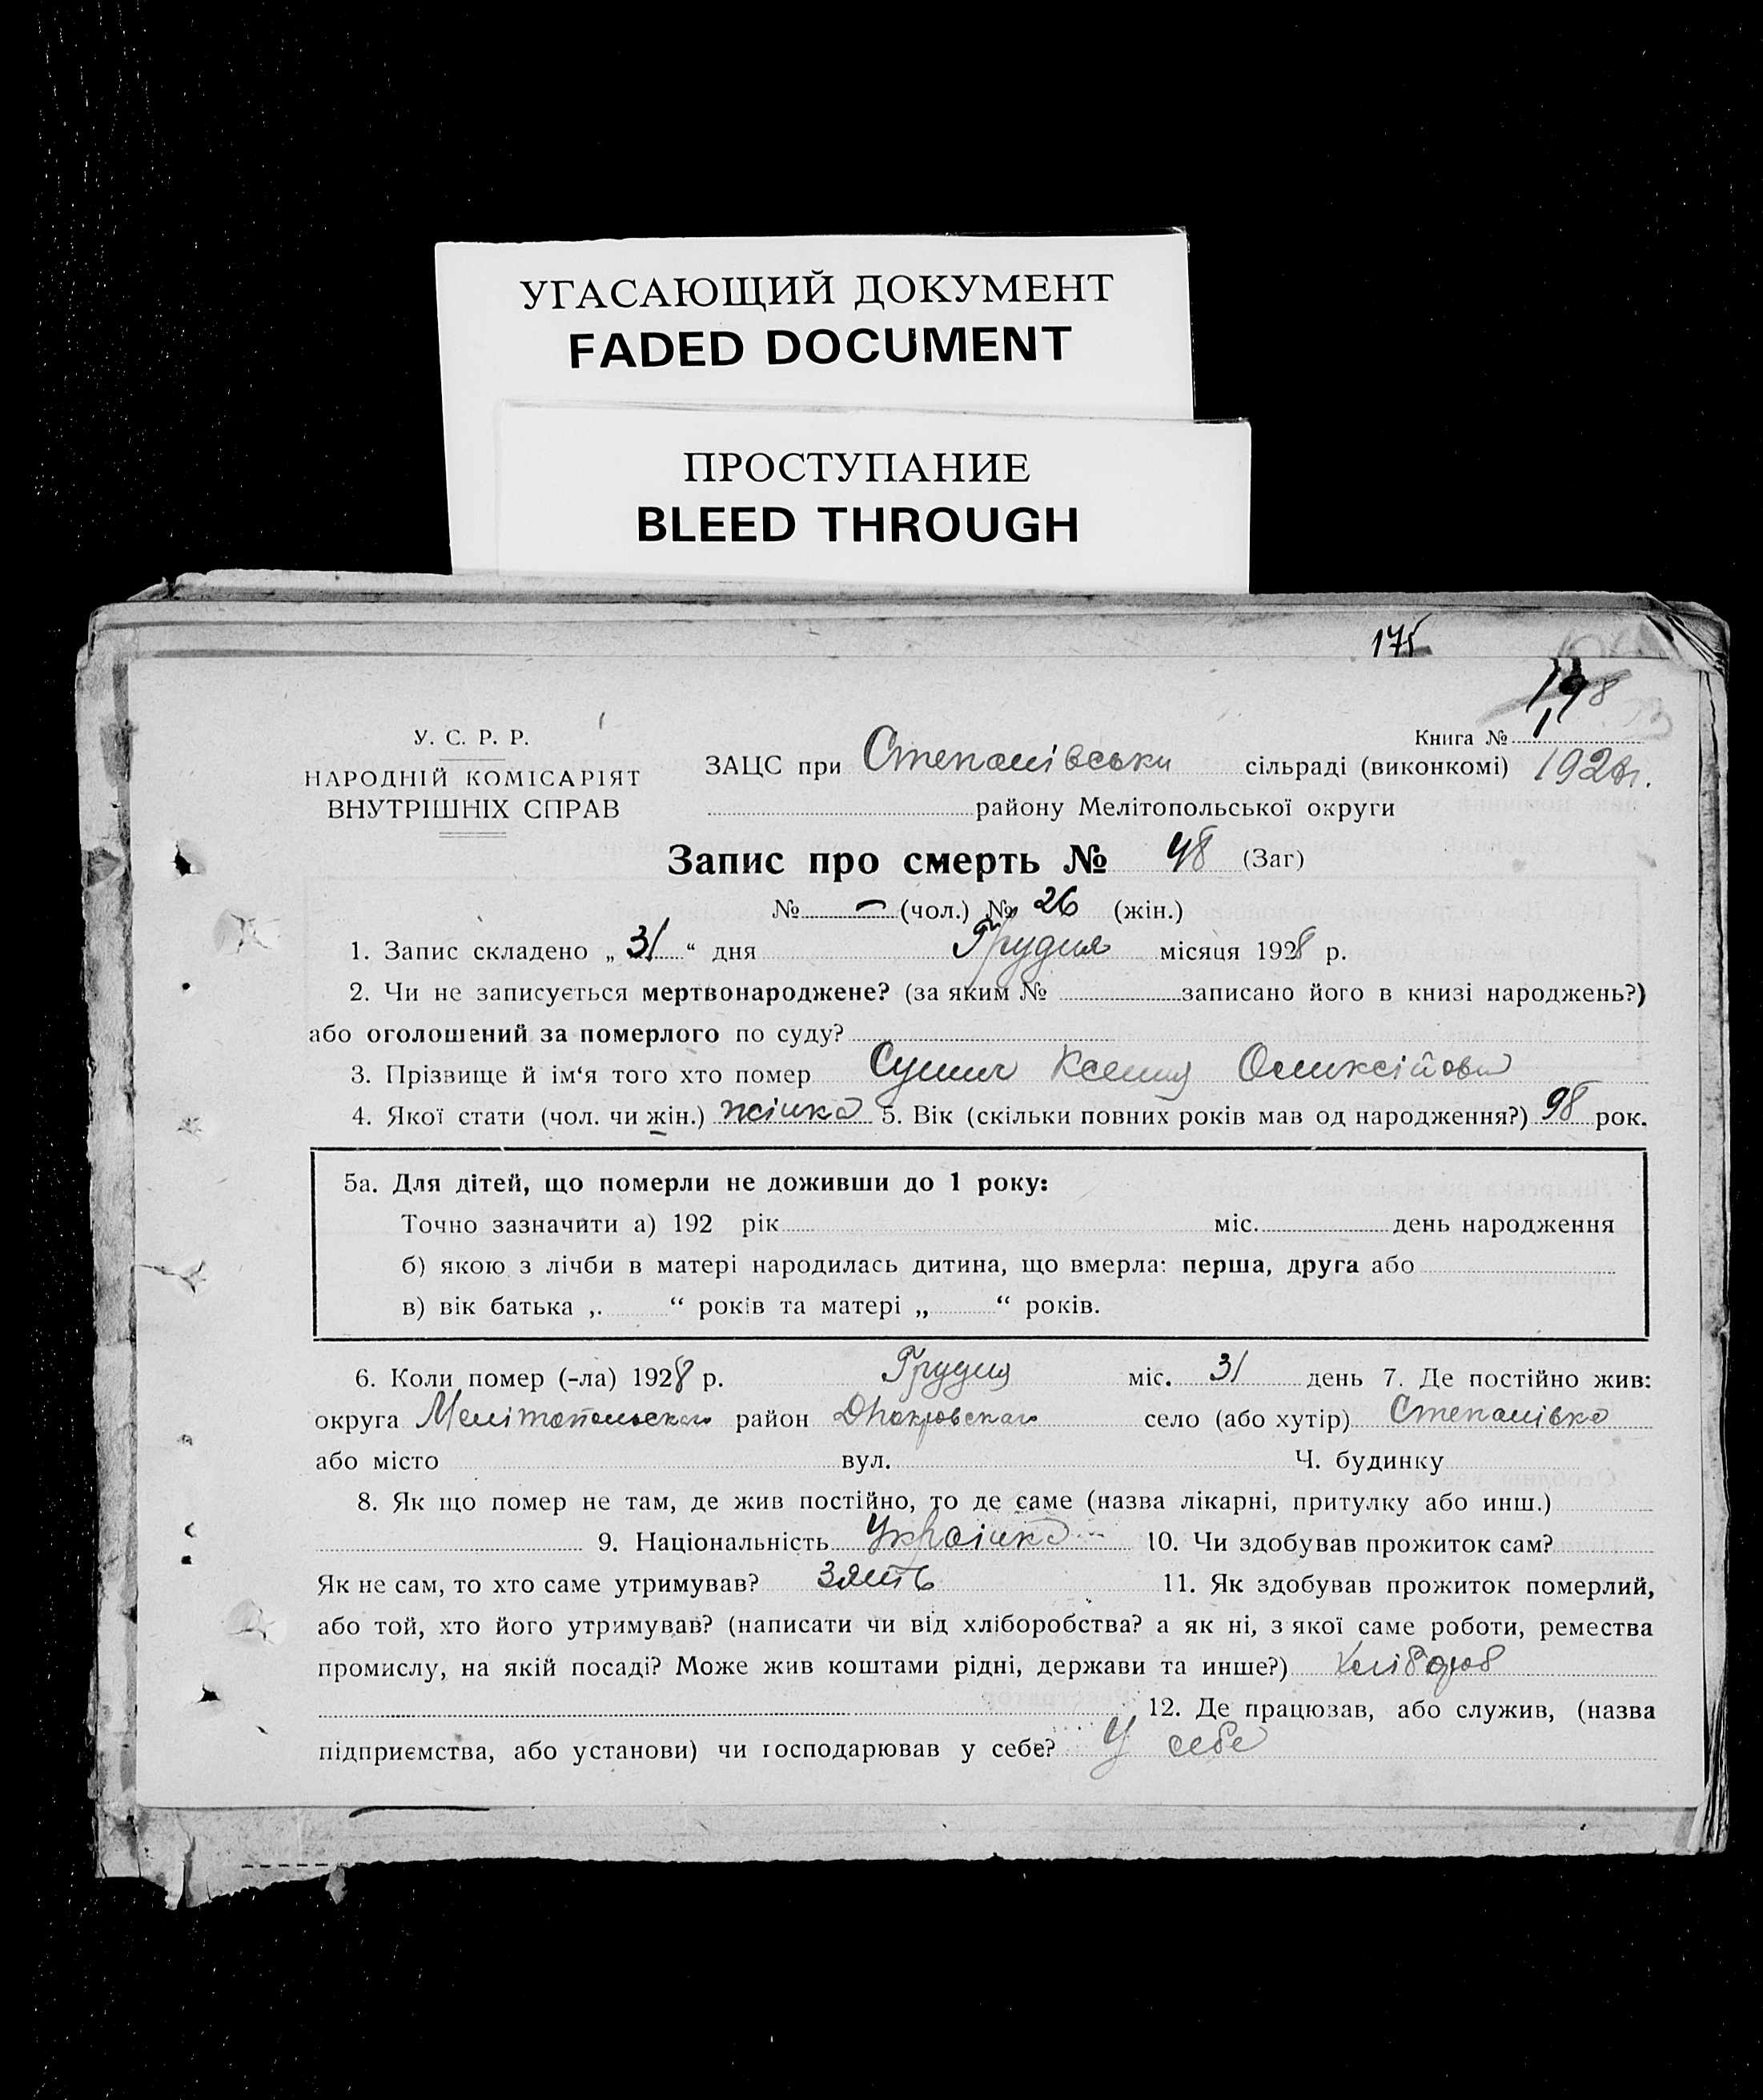 УГАСАЮЩИЙ ДОКУМЕНТ
FADED DOCUMENT
ПРОСТУПАНИЕ
BLEED THROUGH
175
У. С. Р. Р.
НАРОДНІЙ КОМІСАРІЯТ
ВНУТРІШНІХ СПРАВ
Книга №
ЗАЦС при Степанівськи сільраді (виконкомі) 1928г.
району Мелітопольської округи
Запис про смерть № 48 (Заг)
№ — (чол.) № 26 (жін.)
1. Запис складено „ 31 “ дня Грудня місяця 1928 р.
2. Чи не записується мертвонароджене? (за яким № записано його в книзі народжень?)
або оголошений за померлого по суду?
3. Прізвище й ім‘я того хто помер Ксения
4. Якої стати (чол. чи жін.) жінка 5. Вік (скільки повних років мав од народження?) 98 рок.
5а. Для дітей, що померли не доживши до 1 року:
Точно зазначити а) 192 рік міс. день народження
б) якою з лічби в матері народилась дитина, що вмерла: перша, друга або
в) вік батька „ “ років та матері „ “ років.
6. Коли помер (-ла) 1928 р. Грудня міс. 31 день 7. Де постійно жив:
округа район село (або хутір) Степанівка
або місто вул. Ч. будинку
8. Як що помер не там, де жив постійно, то де саме (назва лікарні, притулку або инш.)
9. Національність Украінка 10. Чи здобував прожиток сам?
Як не сам, то хто саме утримував? зять 11. Як здобував прожиток померлий,
або той, хто його утримував? (написати чи від хліборобства? а як ні, з якої саме роботи, ремества
промислу, на якій посаді? Може жив коштами рідні, держави та инше?) хлібороб
12. Де працював, або служив, (назва
підприємства, або установи) чи господарював у себе? У себе